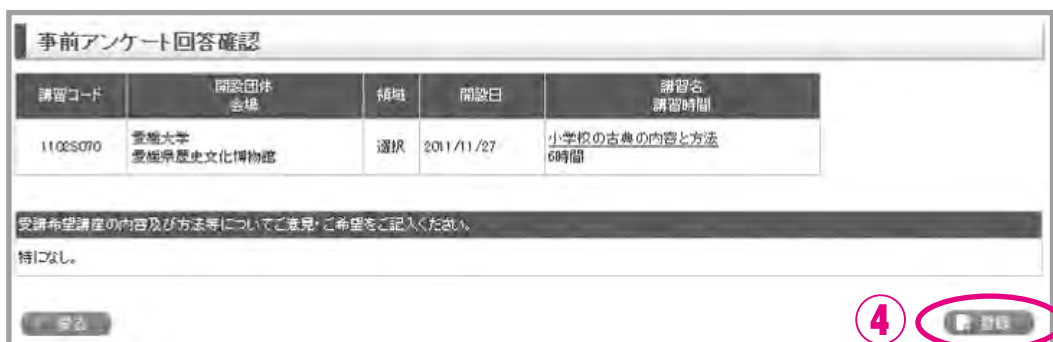 事前アンケート回答確認
講習コード 開設団体 領域 開設日 講習名
会場 講習時間
1102S070 愛媛大学 選択 2011/11/27 小学校の古典の内容と方法
愛媛県歴史文化博物館 6時間
受講希望講座の内容及び方法等についてご意見・ご希望をご記入ください。
特になし。
戻る ④ 登録